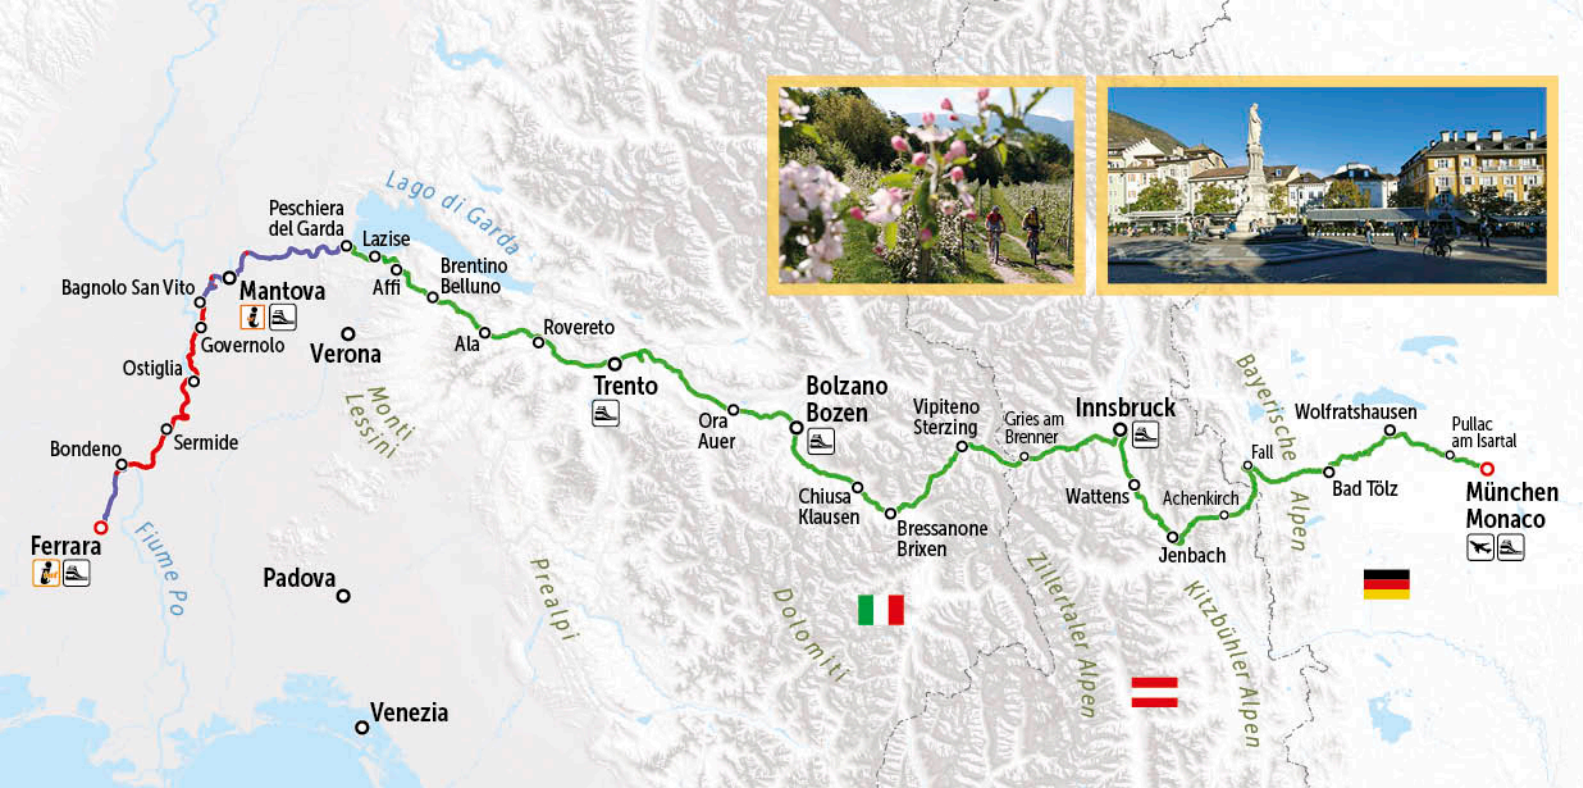 Lago di Garda
Peschiera
del Garda
Lazise
Affi
Brentino
Belluno
Bagnolo San Vito
Mantova
Governolo
Verona
Ala
Rovereto
Ostiglia
Trento
Monti
Lessini
Sermide
Bondeno
Ferrara
Fiume Po
Padova
Venezia
Prealpi
Ora
Auer
Bolzano
Bozen
Chiusa
Klausen
Bressanone
Brixen
Dolomiti
Vipiteno
Sterzing
Gries am
Brenner
Innsbruck
Wattens
Achenkirch
Jenbach
Zillertaler Alpen
Kitzbühler Alpen
Bayerische Alpen
Fall
Bad Tölz
Wolfratshausen
Pullac
am Isartal
München
Monaco